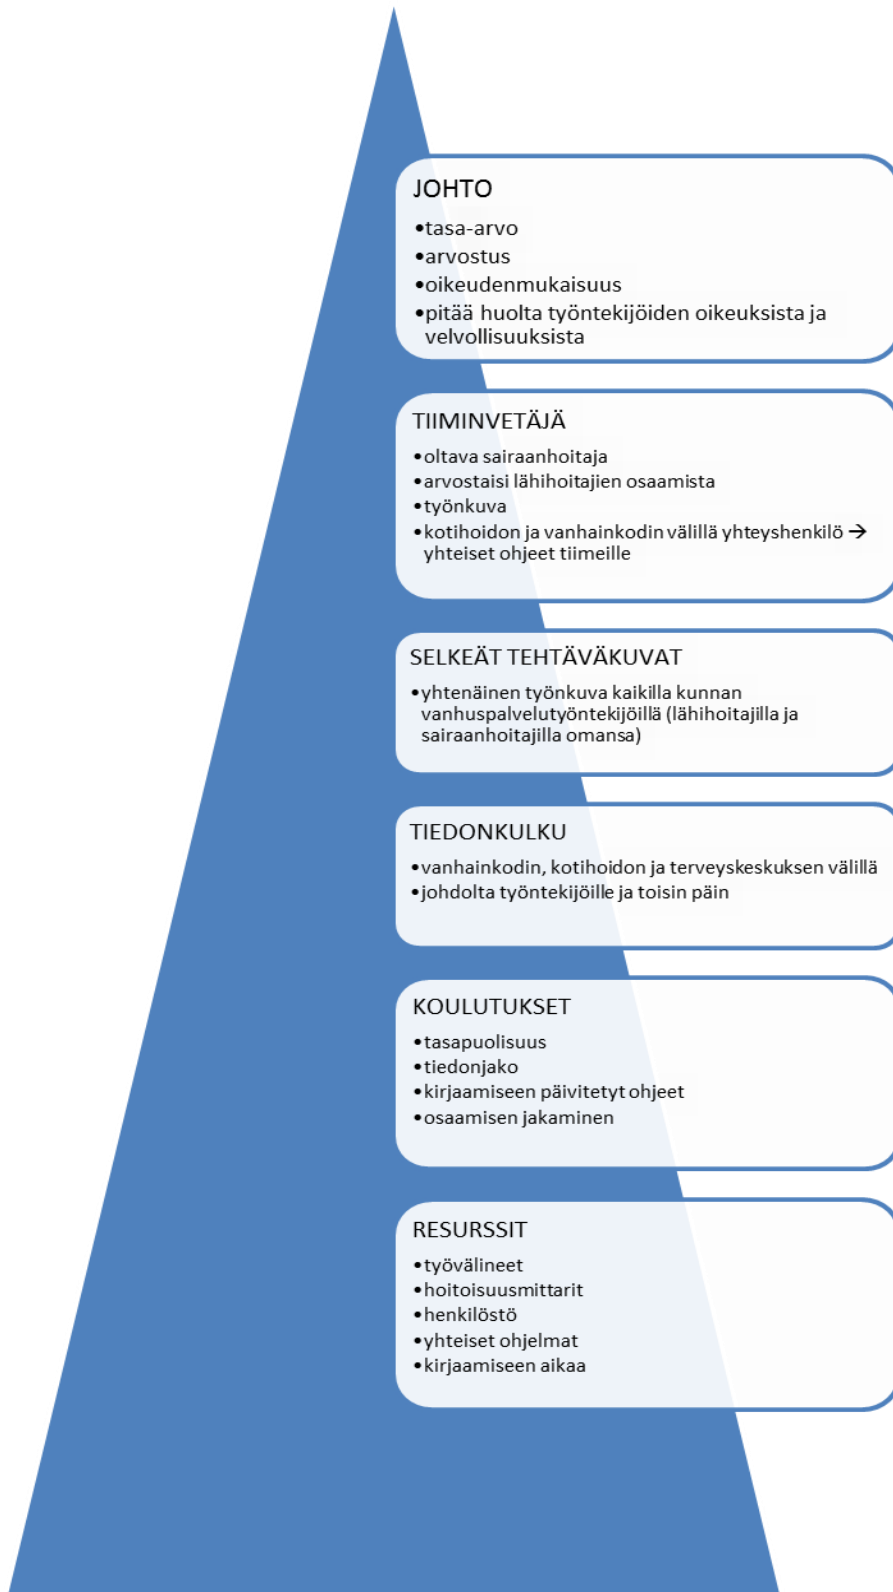 JOHTO
•tasa-arvo
•arvostus
•oikeudenmukaisuus
•pitää huolta työntekijöiden oikeuksista ja
velvollisuuksista
TIIMINVETÄJÄ
•oltava sairaanhoitaja
•arvostaisi lähihoitajien osaamista
•työnkuva
•kotihoidon ja vanhainkodin välillä yhteyshenkilö →
yhteiset ohjeet tiimeille
SELKEÄT TEHTÄVÄKUVAT
•yhtenäinen työnkuva kaikilla kunnan
vanhuspalvelutyöntekijöillä (lähihoitajilla ja
sairaanhoitajilla omansa)
TIEDONKULKU
•vanhainkodin, kotihoidon ja terveyskeskuksen välillä
•johdolta työntekijöille ja toisin päin
KOULUTUKSET
•tasapuolisuus
•tiedonjako
•kirjaamiseen päivitetyt ohjeet
•osaamisen jakaminen
RESURSSIT
•työvälineet
•hoitoisuusmittarit
•henkilöstö
•yhteiset ohjelmat
•kirjaamiseen aikaa